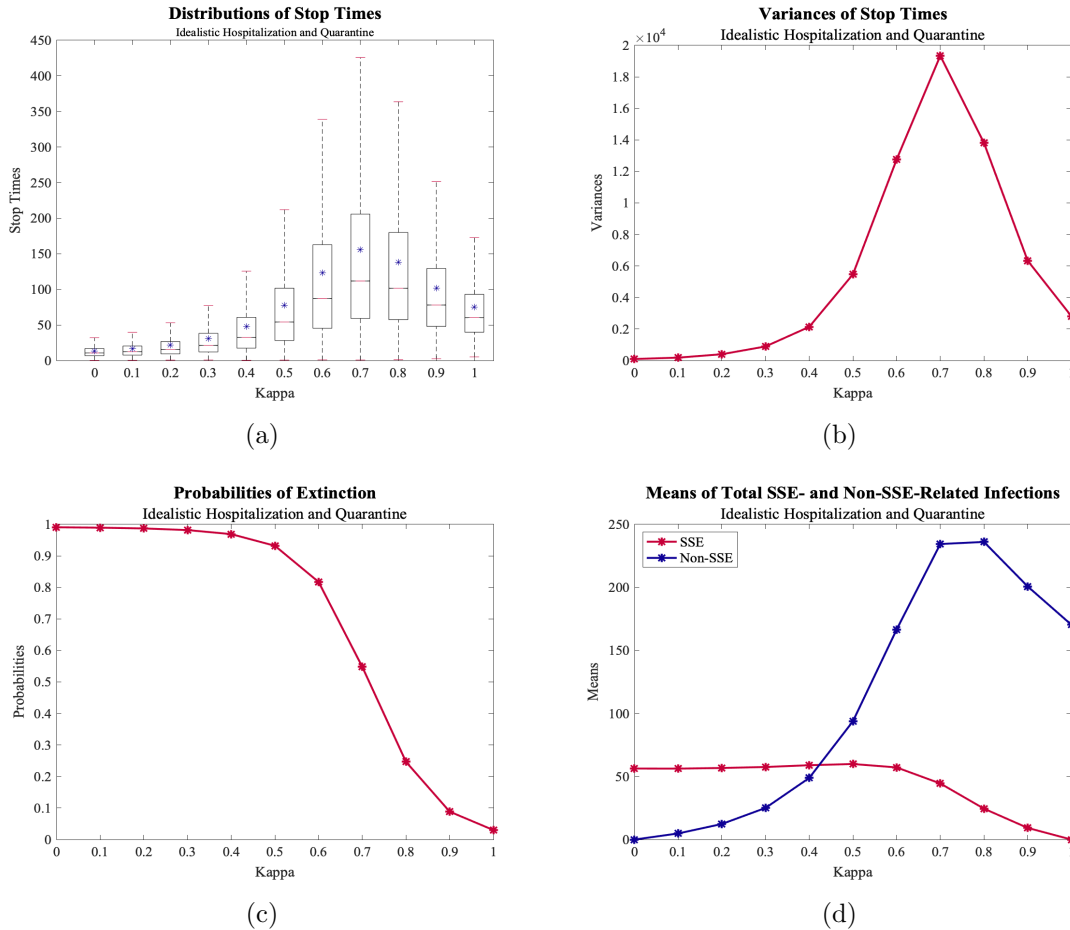 Distributions of Stop Times
Idealistic Hospitalization and Quarantine
450
400
350
300
250
200
150
100
50
0
Stop Times
0 0.1 0.2 0.3 0.4 0.5 0.6 0.7 0.8 0.9 1
Kappa
(a)
Variances of Stop Times
Idealistic Hospitalization and Quarantine
×10⁴
2
1.8
1.6
1.4
1.2
1
0.8
0.6
0.4
0.2
0
Variances
0 0.1 0.2 0.3 0.4 0.5 0.6 0.7 0.8 0.9 1
Kappa
(b)
Probabilities of Extinction
Idealistic Hospitalization and Quarantine
1
0.9
0.8
0.7
0.6
0.5
0.4
0.3
0.2
0.1
0
Probabilities
0 0.1 0.2 0.3 0.4 0.5 0.6 0.7 0.8 0.9 1
Kappa
(c)
Means of Total SSE- and Non-SSE-Related Infections
Idealistic Hospitalization and Quarantine
250
200
150
100
50
0
Means
SSE
Non-SSE
0 0.1 0.2 0.3 0.4 0.5 0.6 0.7 0.8 0.9 1
Kappa
(d)